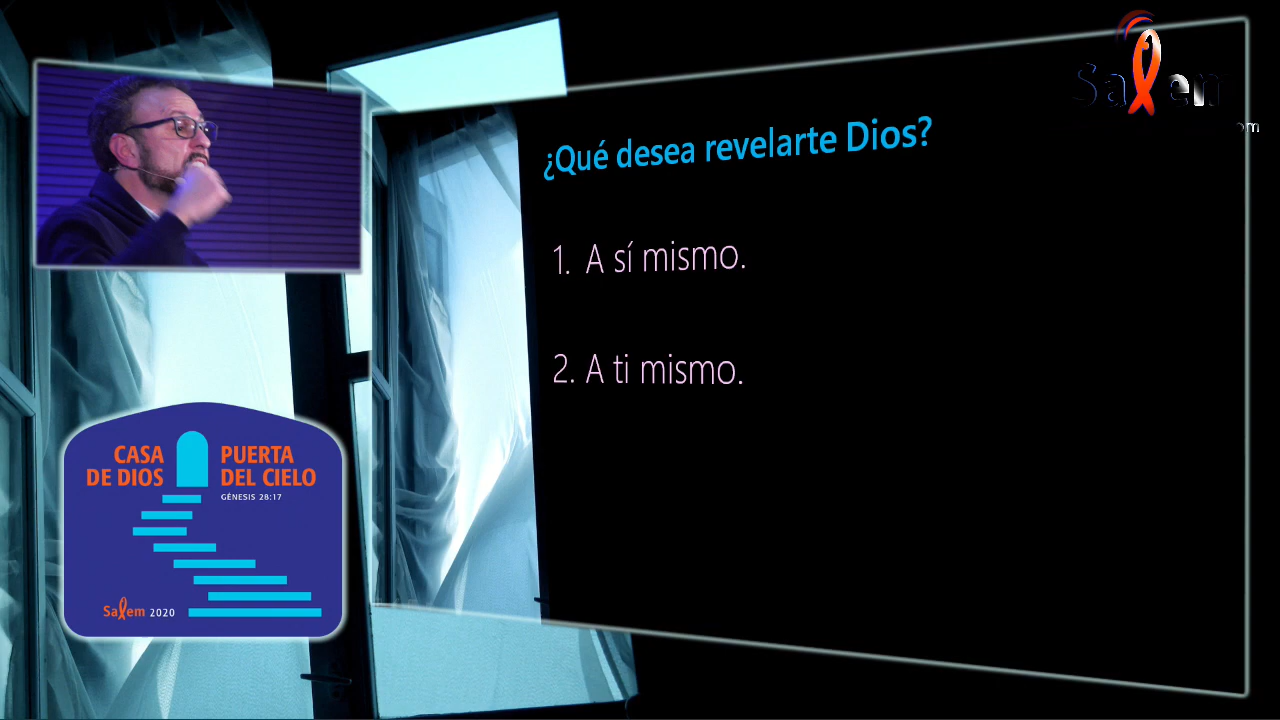 Salem
¿Qué desea revelarte Dios?
1. A sí mismo.
2. A ti mismo.
CASA
DE DIOS
PUERTA
DEL CIELO
GÉNESIS 28:17
Salem 2020